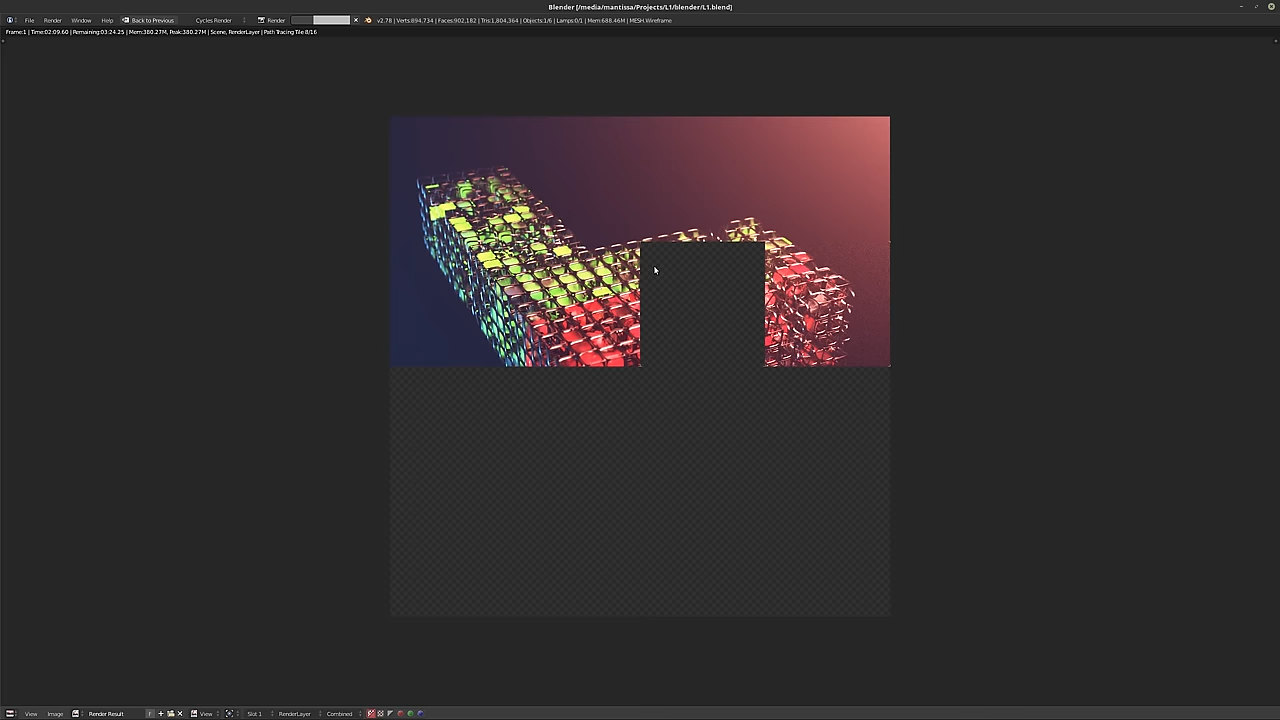 Blender [/media/mantissa/Projects/L1/blender/L1.blend]
File Render Window Help Back to Previous Cycles Render Render v2.78 | Verts:894,734 | Faces:902,182 | Tris:1,804,364 | Objects:1/6 | Lamps:0/1 | Mem:688.46M | MESH Wireframe
Frame:1 | Time:02:09.60 | Remaining:03:24.25 | Mem:380.27M, Peak:380.27M | Scene, RenderLayer | Path Tracing Tile 8/16
View Image Render Result F View Slot 1 RenderLayer Combined